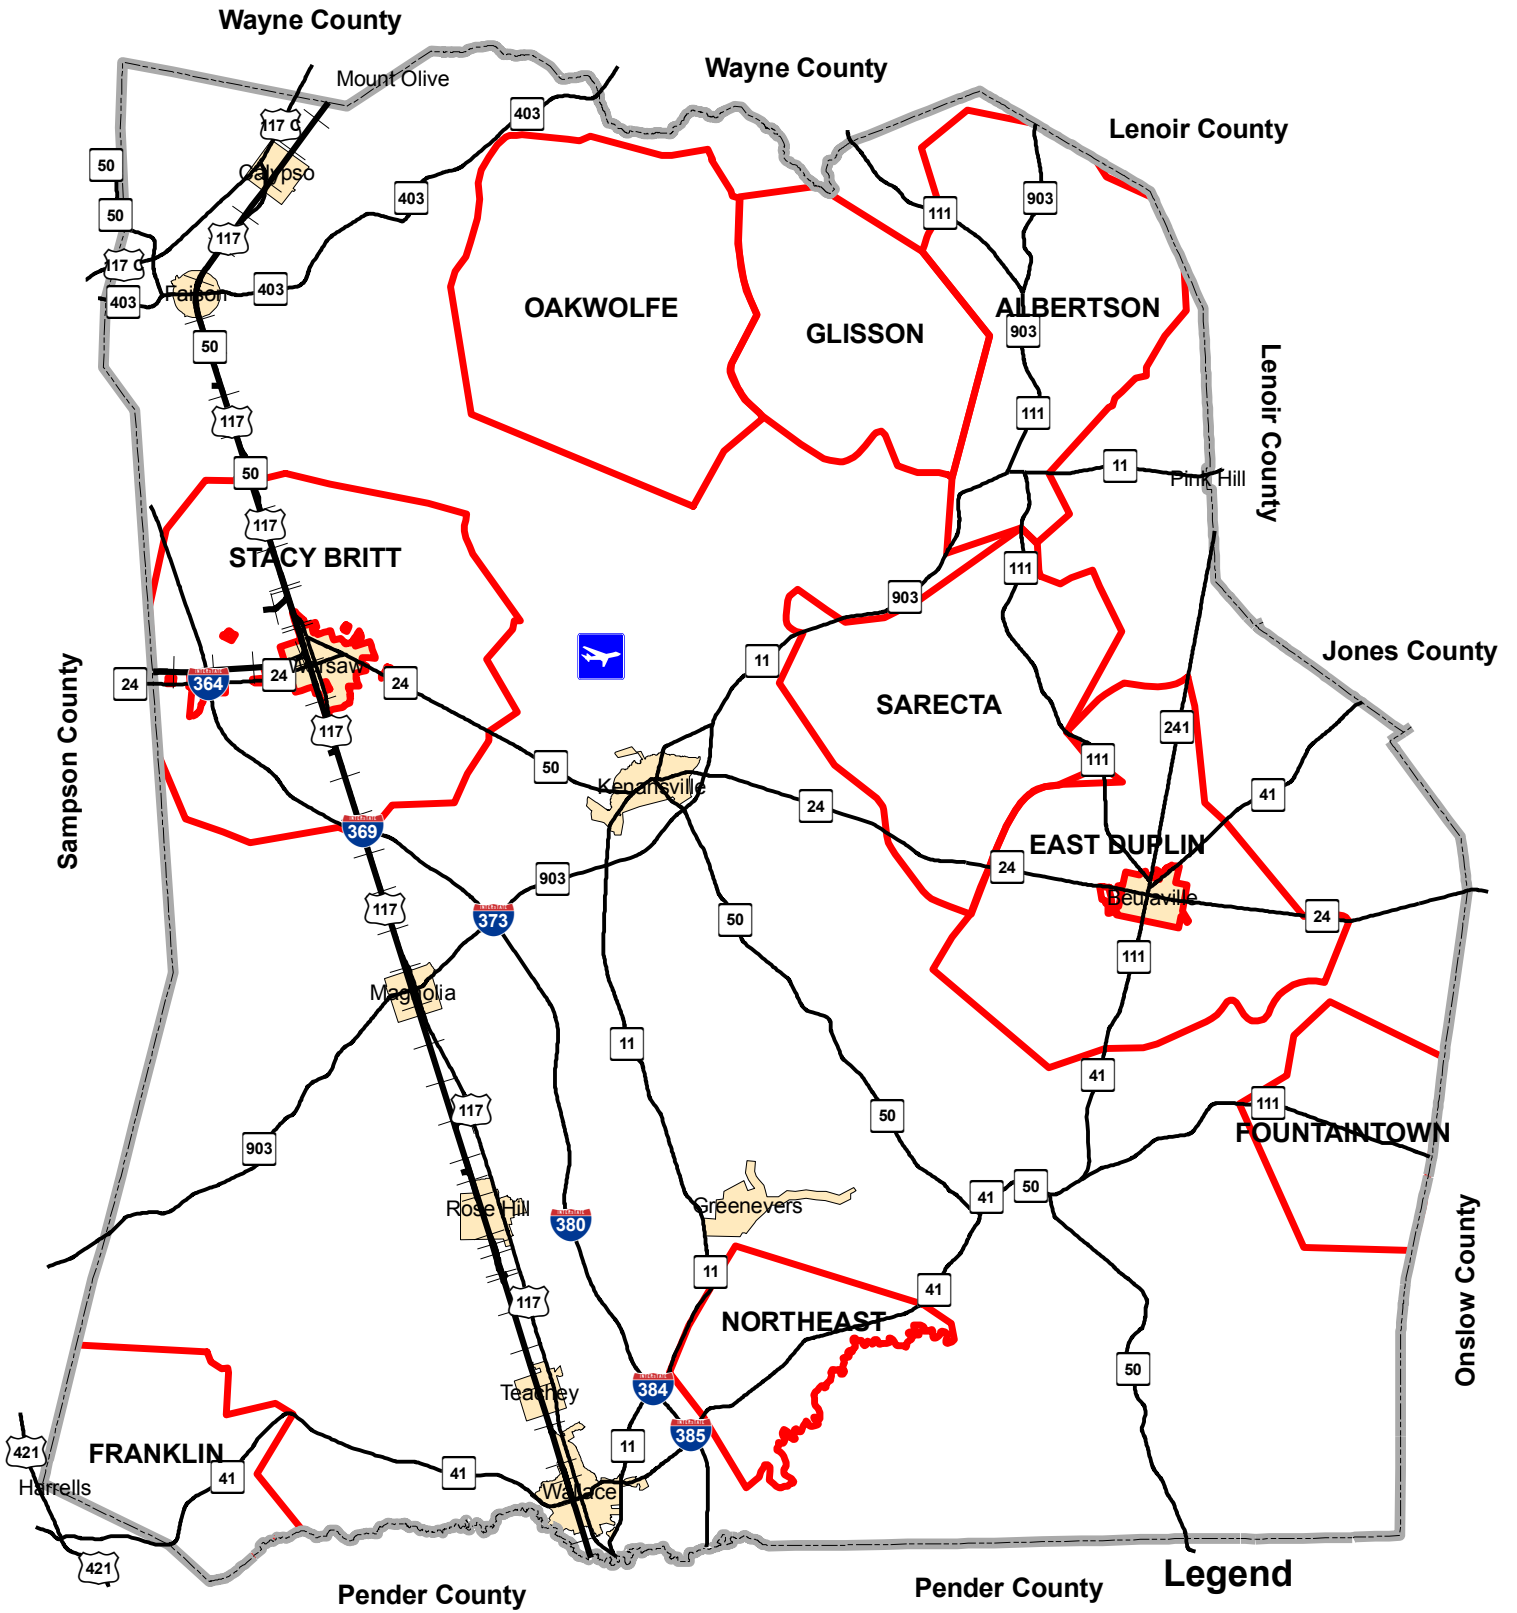 Wayne County
Wayne County
Mount Olive
403
117 C
Lenoir County
50
Calypso
403
903
111
50
117
117 C
403
Faison
403
OAKWOLFE
ALBERTSON
GLISSON
903
50
117
111
Lenoir County
50
11
Pink Hill
117
STACY BRITT
111
903
Jones County
11
Warsaw
24
24
364
24
SARECTA
Sampson County
117
241
111
50
Kenansville
41
24
369
EAST DUPLIN
24
903
Beulaville
117
373
50
24
111
Magnolia
11
41
117
50
111
FOUNTAINTOWN
903
50
41
Rose Hill
Greenevers
380
Onslow County
11
41
117
NORTHEAST
50
384
Teachey
385
11
421
FRANKLIN
41
41
Harrells
Wallace
421
Legend
Pender County
Pender County